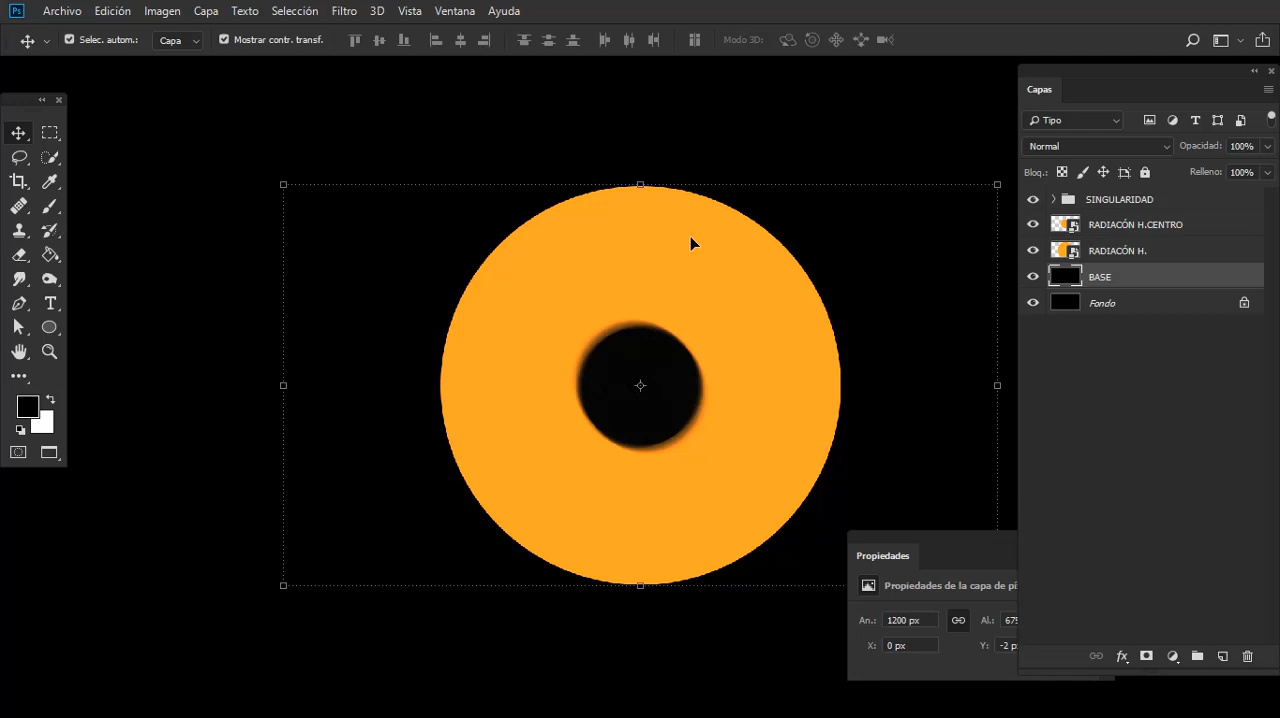 Ps Archivo Edición Imagen Capa Texto Selección Filtro 3D Vista Ventana Ayuda
Selec. autom.: Capa Mostrar contr. transf. Modo 3D:
Capas
Tipo
Normal Opacidad: 100%
Bloq.: Relleno: 100%
SINGULARIDAD
RADIACÓN H.CENTRO
RADIACÓN H.
BASE
Fondo
Propiedades
Propiedades de la capa de pí
An.: 1200 px Al.: 675
X: 0 px Y: -2 p
fx